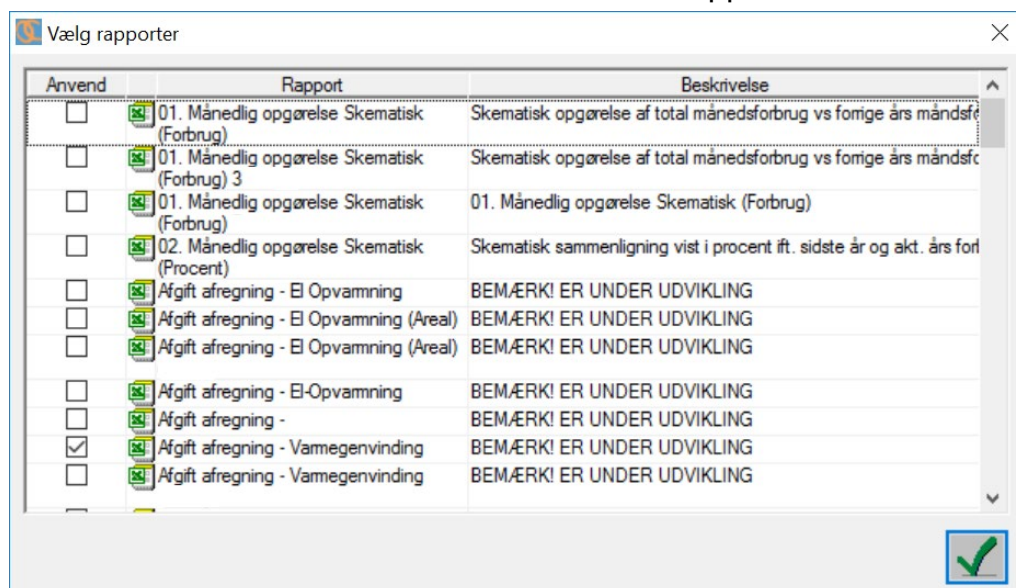 Vælg rapporter
Anvend Rapport Beskrivelse
01. Månedlig opgørelse Skematisk Skematisk opgørelse af total månedsforbrug vs forrige års måndsfo
(Forbrug)
01. Månedlig opgørelse Skematisk Skematisk opgørelse af total månedsforbrug vs forrige års måndsfo
(Forbrug) 3
01. Månedlig opgørelse Skematisk 01. Månedlig opgørelse Skematisk (Forbrug)
(Forbrug)
02. Månedlig opgørelse Skematisk Skematisk sammenligning vist i procent ift. sidste år og akt. års for
(Procent)
Afgift afregning - El Opvarmning BEMÆRK! ER UNDER UDVIKLING
Afgift afregning - El Opvarmning (Areal) BEMÆRK! ER UNDER UDVIKLING
Afgift afregning - El Opvarmning (Areal) BEMÆRK! ER UNDER UDVIKLING
Afgift afregning - El-Opvarmning BEMÆRK! ER UNDER UDVIKLING
Afgift afregning - BEMÆRK! ER UNDER UDVIKLING
Afgift afregning - Varmegenvinding BEMÆRK! ER UNDER UDVIKLING
Afgift afregning - Varmegenvinding BEMÆRK! ER UNDER UDVIKLING